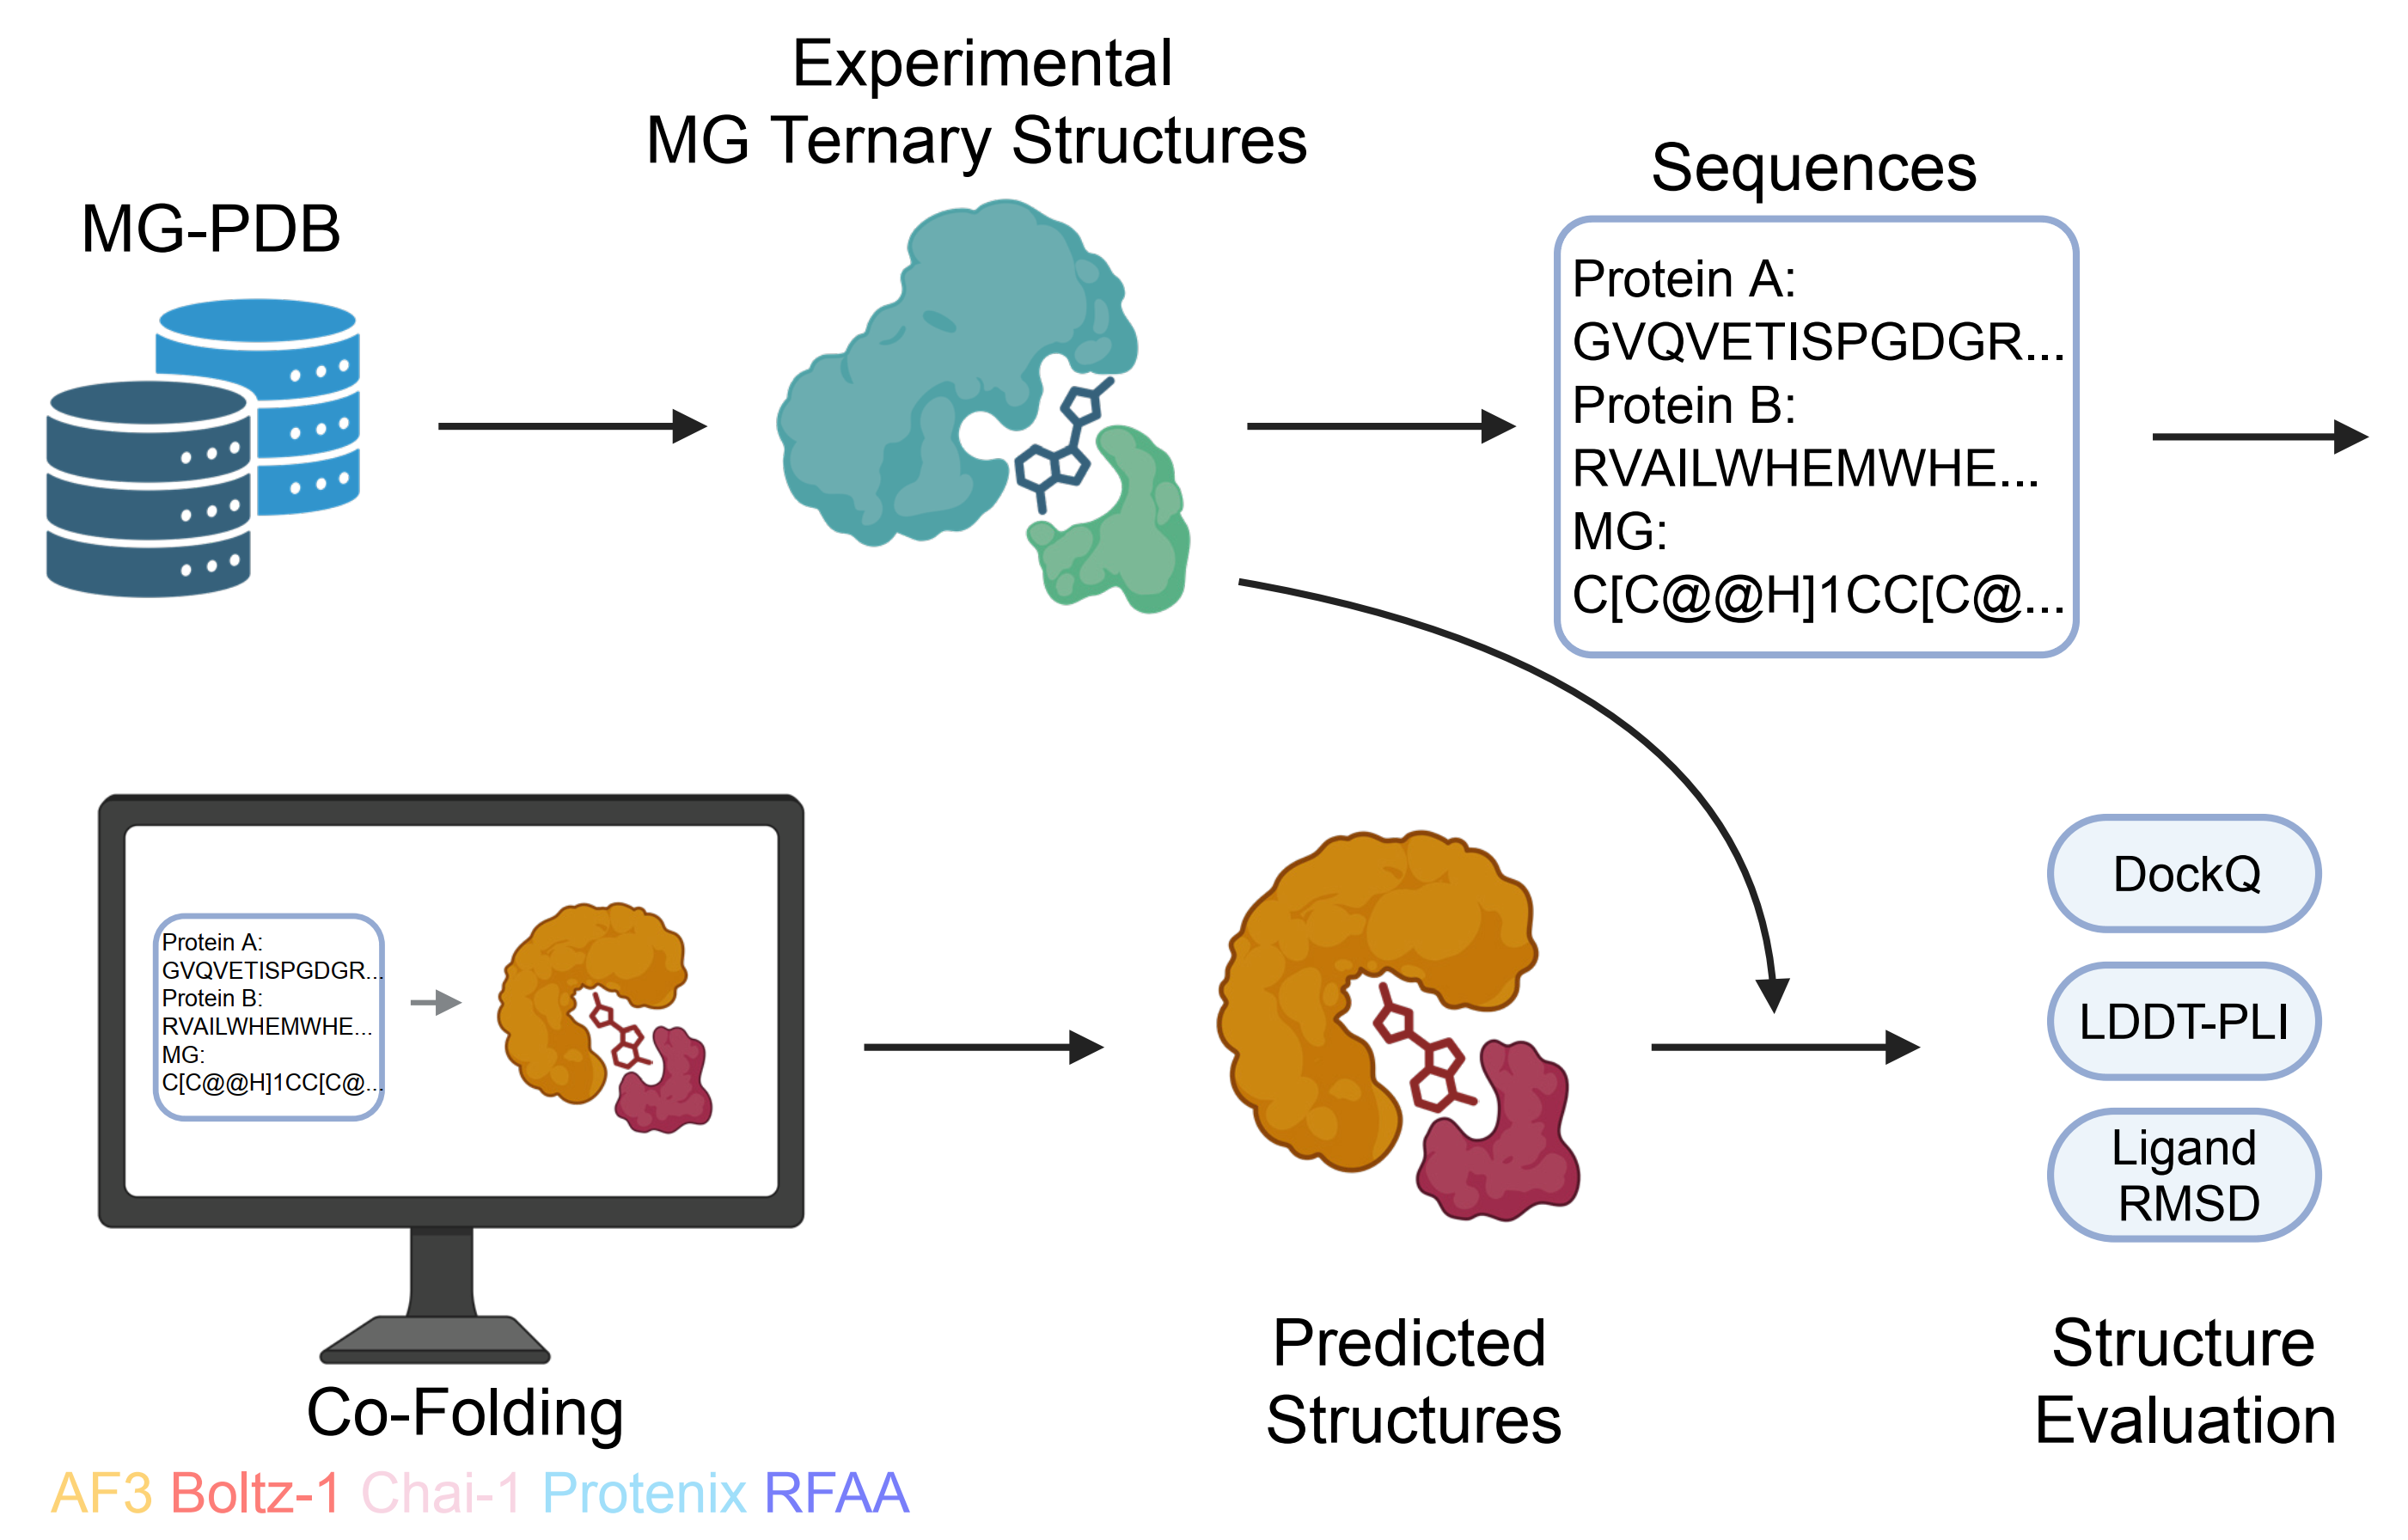 Experimental
MG Ternary Structures
MG-PDB
Sequences
Protein A:
GVQVETISPGDGR...
Protein B:
RVAILWHEMWHE...
MG:
C[C@@H]1CC[C@...
Protein A:
GVQVETISPGDGR...
Protein B:
RVAILWHEMWHE...
MG:
C[C@@H]1CC[C@...
Co-Folding
AF3 Boltz-1 Chai-1 Protenix RFAA
Predicted
Structures
DockQ
LDDT-PLI
Ligand
RMSD
Structure
Evaluation